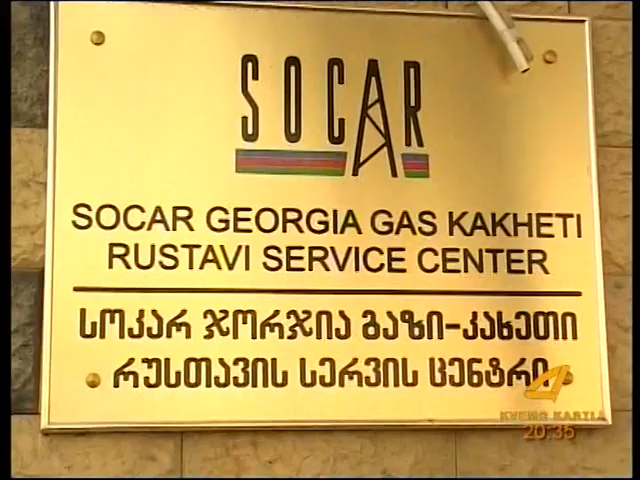 SOCAR
SOCAR GEORGIA GAS KAKHETI
RUSTAVI SERVICE CENTER
სოკარ ჯორჯია გაზი-კახეთი
რუსთავის სერვის ცენტრი
4
KVEMO KARTLI
20:35